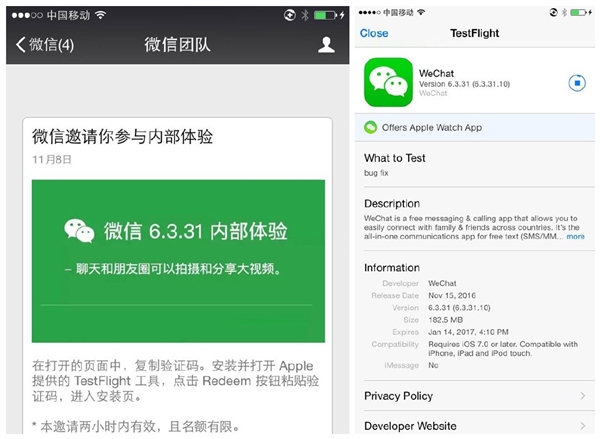 中国移动
微信(4)
微信团队
微信邀请你参与内部体验
11月8日
微信 6.3.31 内部体验
– 聊天和朋友圈可以拍摄和分享大视频。
在打开的页面中，复制验证码。安装并打开 Apple
提供的 TestFlight 工具，点击 Redeem 按钮粘贴验
证码，进入安装页。
* 本邀请两小时内有效，且名额有限。
中国移动
Close
TestFlight
WeChat
Version 6.3.31 (6.3.31.10)
WeChat
Offers Apple Watch App
What to Test
bug fix
Description
WeChat is a free messaging & calling app that allows you to
easily connect with family & friends across countries. It's the
all-in-one communications app for free text (SMS/MM... more
Information
Developer WeChat
Release Date Nov 15, 2016
Version 6.3.31 (6.3.31.10)
Size 182.5 MB
Expires Jan 14, 2017, 4:10 PM
Compatibility Requires iOS 7.0 or later. Compatible with
iPhone, iPad and iPod touch.
iMessage No
Privacy Policy
Developer Website